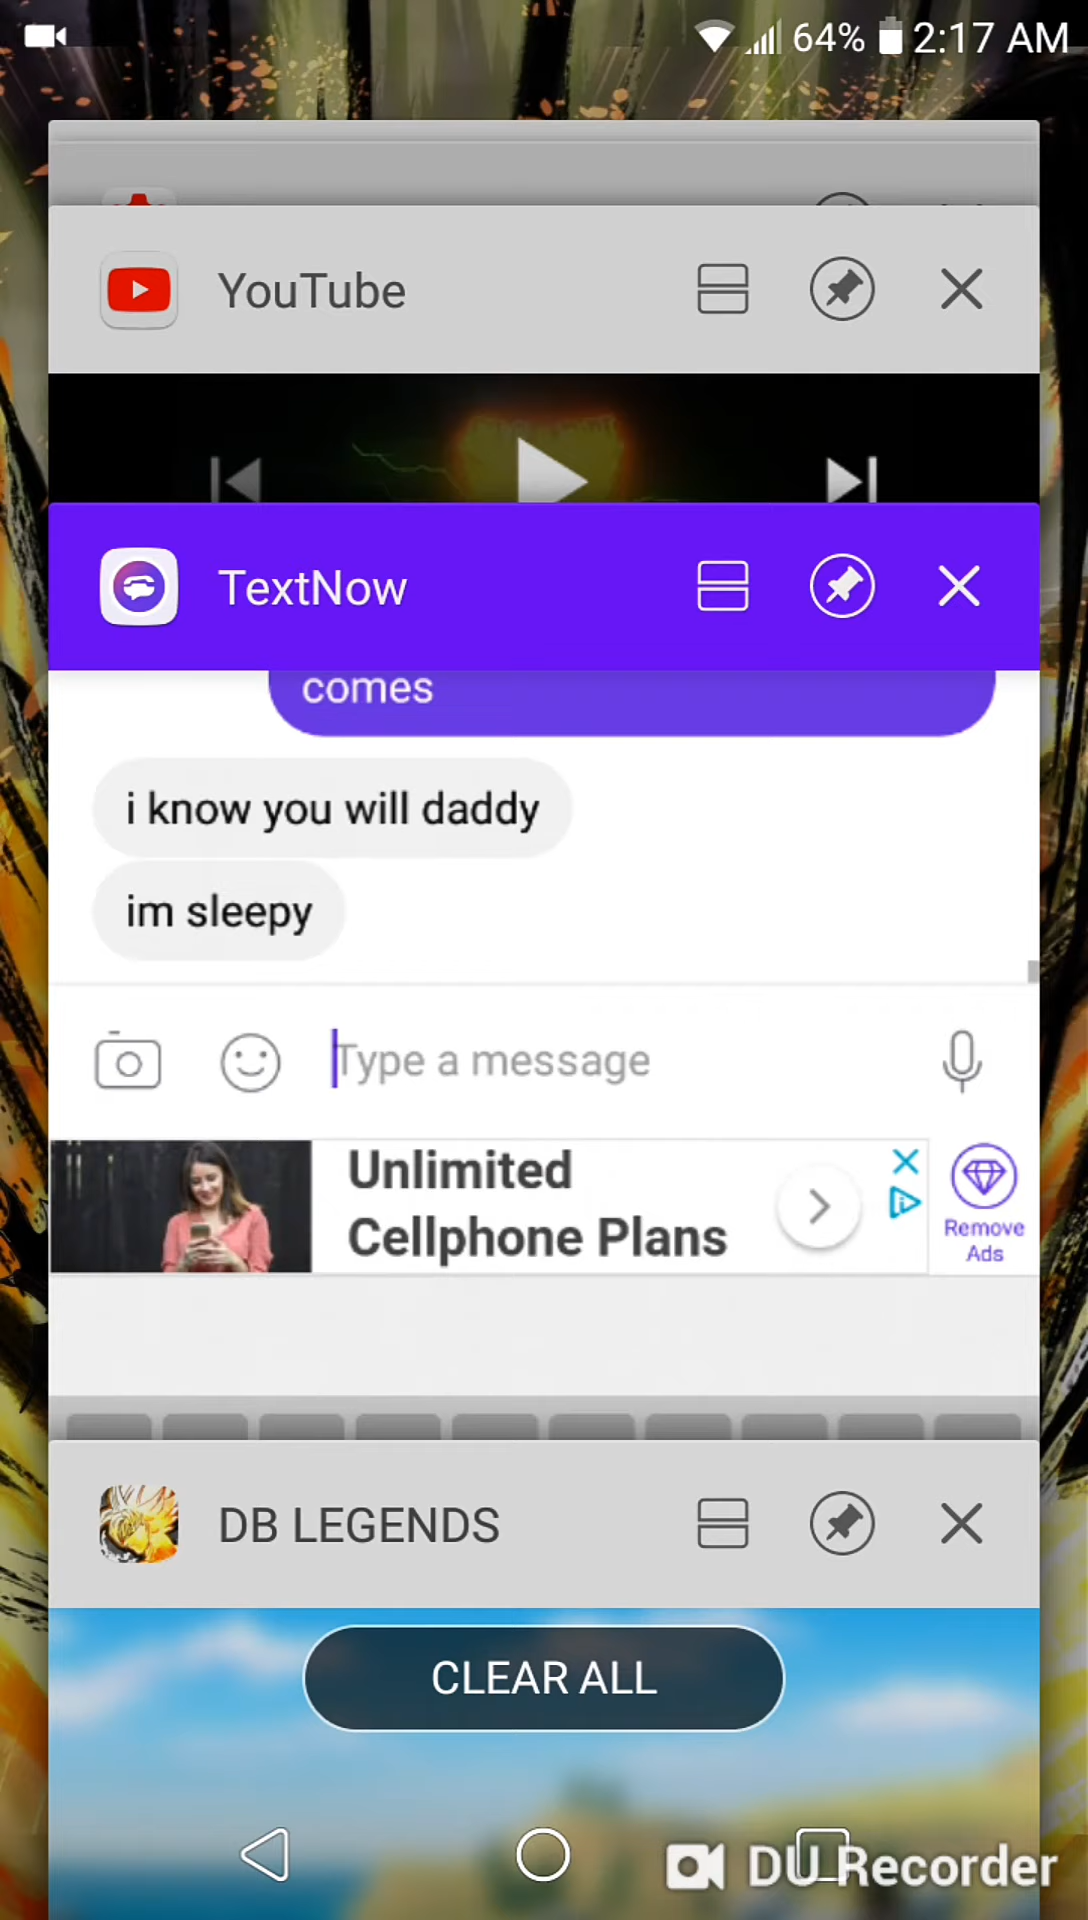 64% 2:17 AM
YouTube
TextNow
comes
i know you will daddy
im sleepy
Type a message
Unlimited
Cellphone Plans
Remove
Ads
DB LEGENDS
CLEAR ALL
DU Recorder